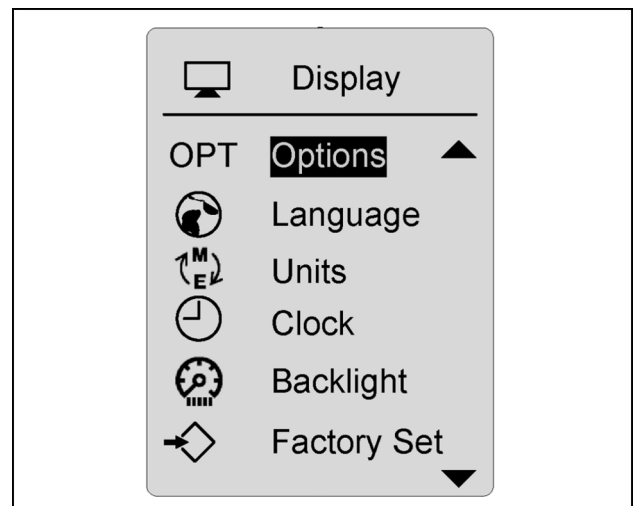 Display
OPT Options
Language
M E Units
Clock
Backlight
Factory Set